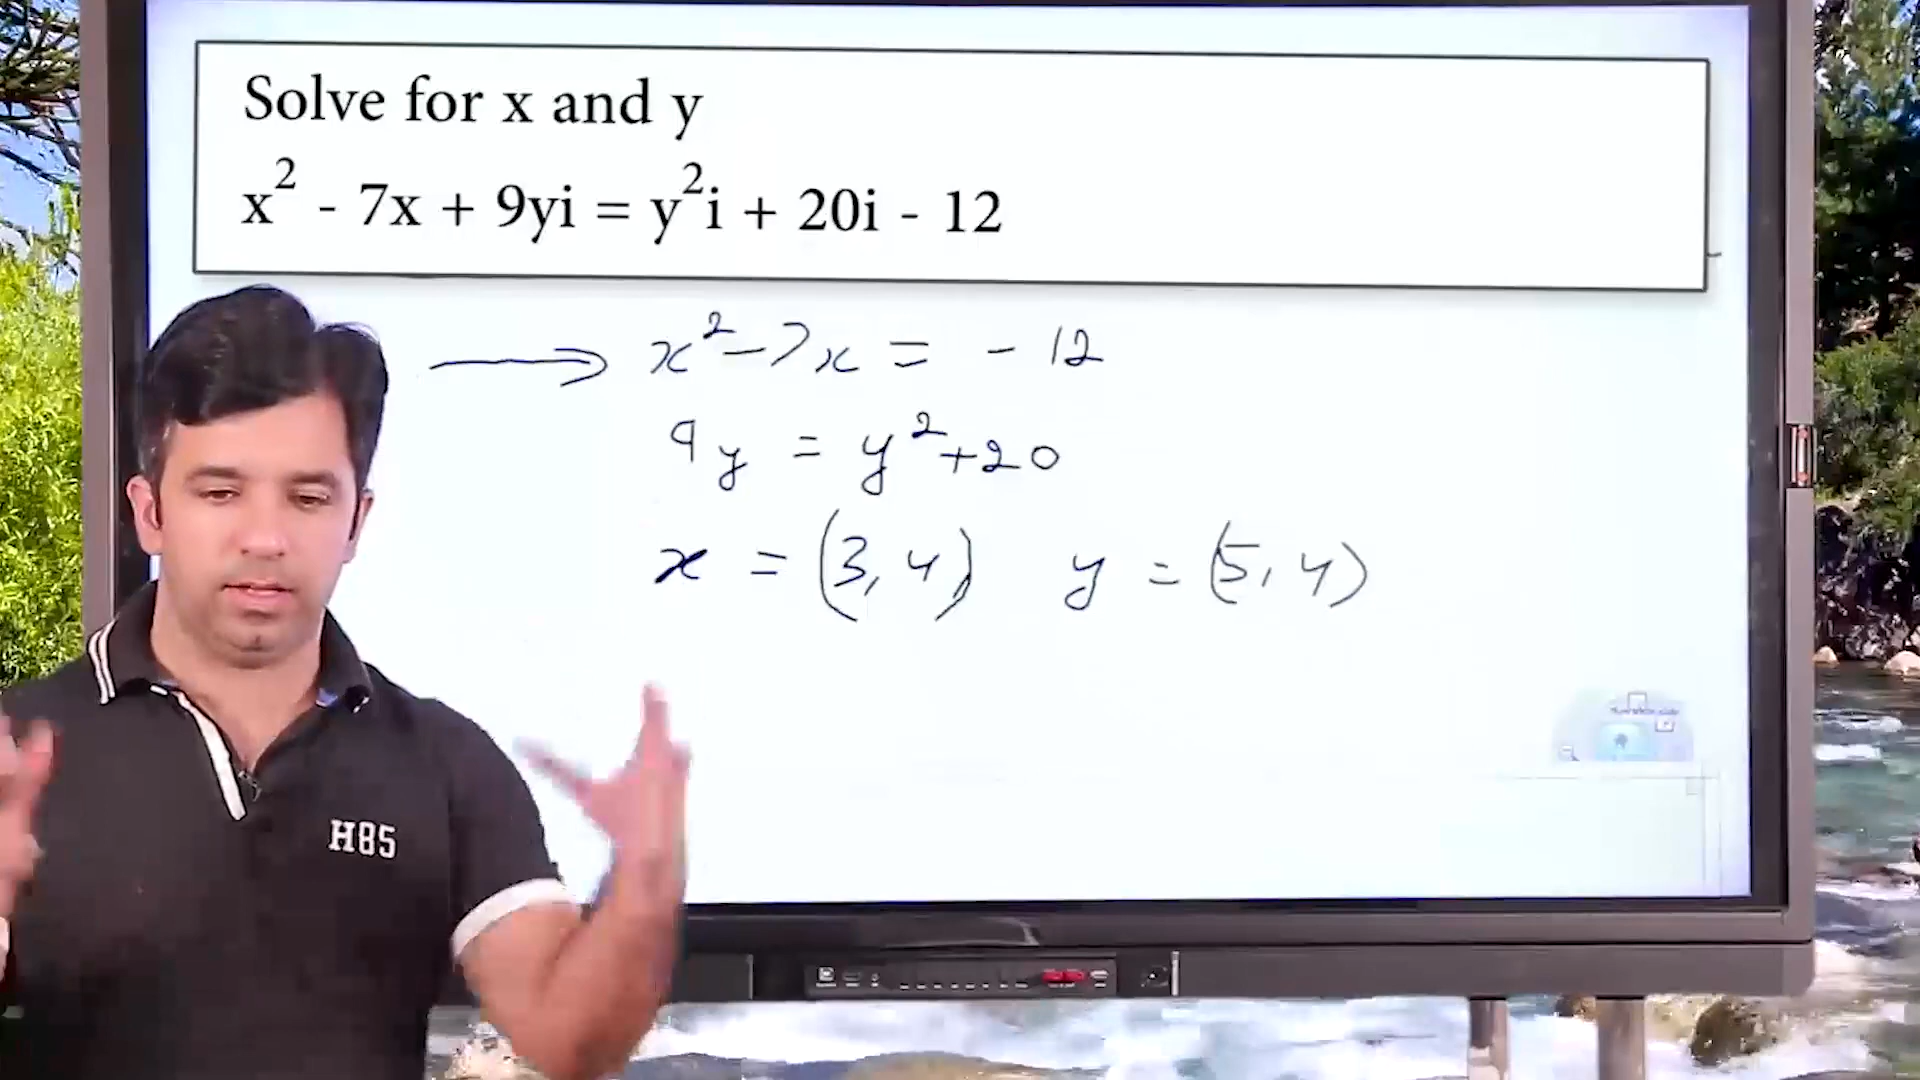 Solve for x and y
x² - 7x + 9yi = y²i + 20i - 12
→ x² - 7x = - 12
9y = y² + 20
x = (3, 4) y = (5, 4)
H85